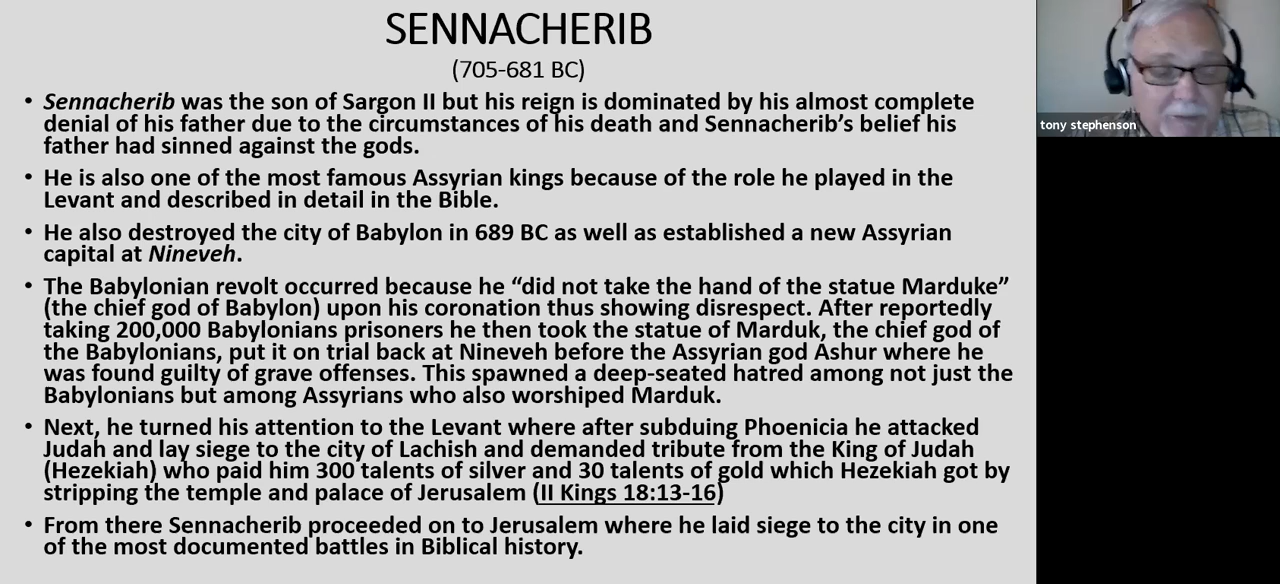 SENNACHERIB
(705-681 BC)
• Sennacherib was the son of Sargon II but his reign is dominated by his almost complete
denial of his father due to the circumstances of his death and Sennacherib’s belief his
father had sinned against the gods.
• He is also one of the most famous Assyrian kings because of the role he played in the
Levant and described in detail in the Bible.
• He also destroyed the city of Babylon in 689 BC as well as established a new Assyrian
capital at Nineveh.
• The Babylonian revolt occurred because he “did not take the hand of the statue Marduke”
(the chief god of Babylon) upon his coronation thus showing disrespect. After reportedly
taking 200,000 Babylonians prisoners he then took the statue of Marduk, the chief god of
the Babylonians, put it on trial back at Nineveh before the Assyrian god Ashur where he
was found guilty of grave offenses. This spawned a deep-seated hatred among not just the
Babylonians but among Assyrians who also worshiped Marduk.
• Next, he turned his attention to the Levant where after subduing Phoenicia he attacked
Judah and lay siege to the city of Lachish and demanded tribute from the King of Judah
(Hezekiah) who paid him 300 talents of silver and 30 talents of gold which Hezekiah got by
stripping the temple and palace of Jerusalem (II Kings 18:13-16)
• From there Sennacherib proceeded on to Jerusalem where he laid siege to the city in one
of the most documented battles in Biblical history.
tony stephenson